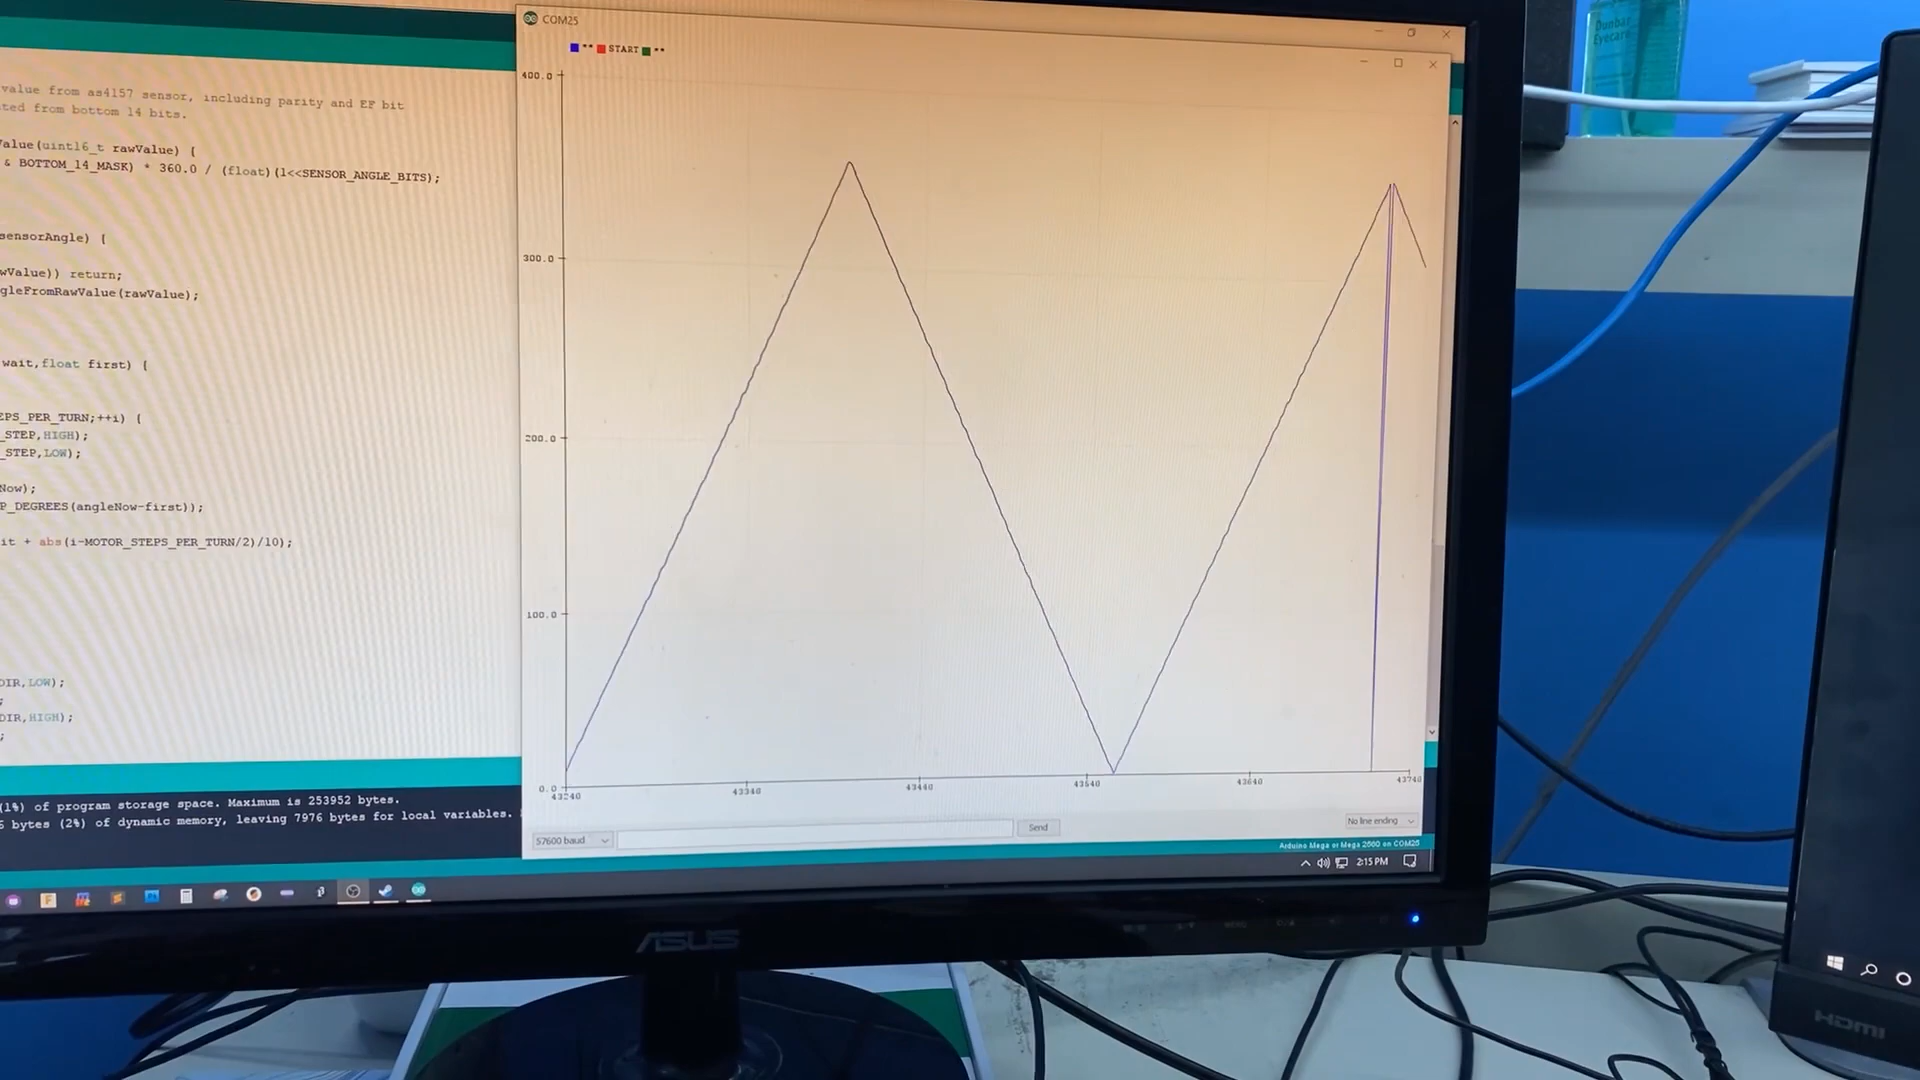 value from as4157 sensor, including parity and EF bit
ted from bottom 14 bits.
Value(uint16_t rawValue) {
& BOTTOM_14_MASK) * 360.0 / (float)(1<<SENSOR_ANGLE_BITS);
sensorAngle) {
wValue)) return;
gleFromRawValue(rawValue);
wait,float first) {
EPS_PER_TURN;++i) {
_STEP,HIGH);
_STEP,LOW);
Now);
P_DEGREES(angleNow-first));
it + abs(i-MOTOR_STEPS_PER_TURN/2)/10);
DIR,LOW);
;
DIR,HIGH);
;
(1%) of program storage space. Maximum is 253952 bytes.
bytes (2%) of dynamic memory, leaving 7976 bytes for local variables.
COM25
** START **
400.0
300.0
200.0
100.0
0.0
43240 43340 43440 43540 43640 43740
57600 baud
Send
No line ending
Arduino Mega or Mega 2560 on COM25
2:15 PM
ASUS
MENU
Dunbar
Eyecare
HDMI